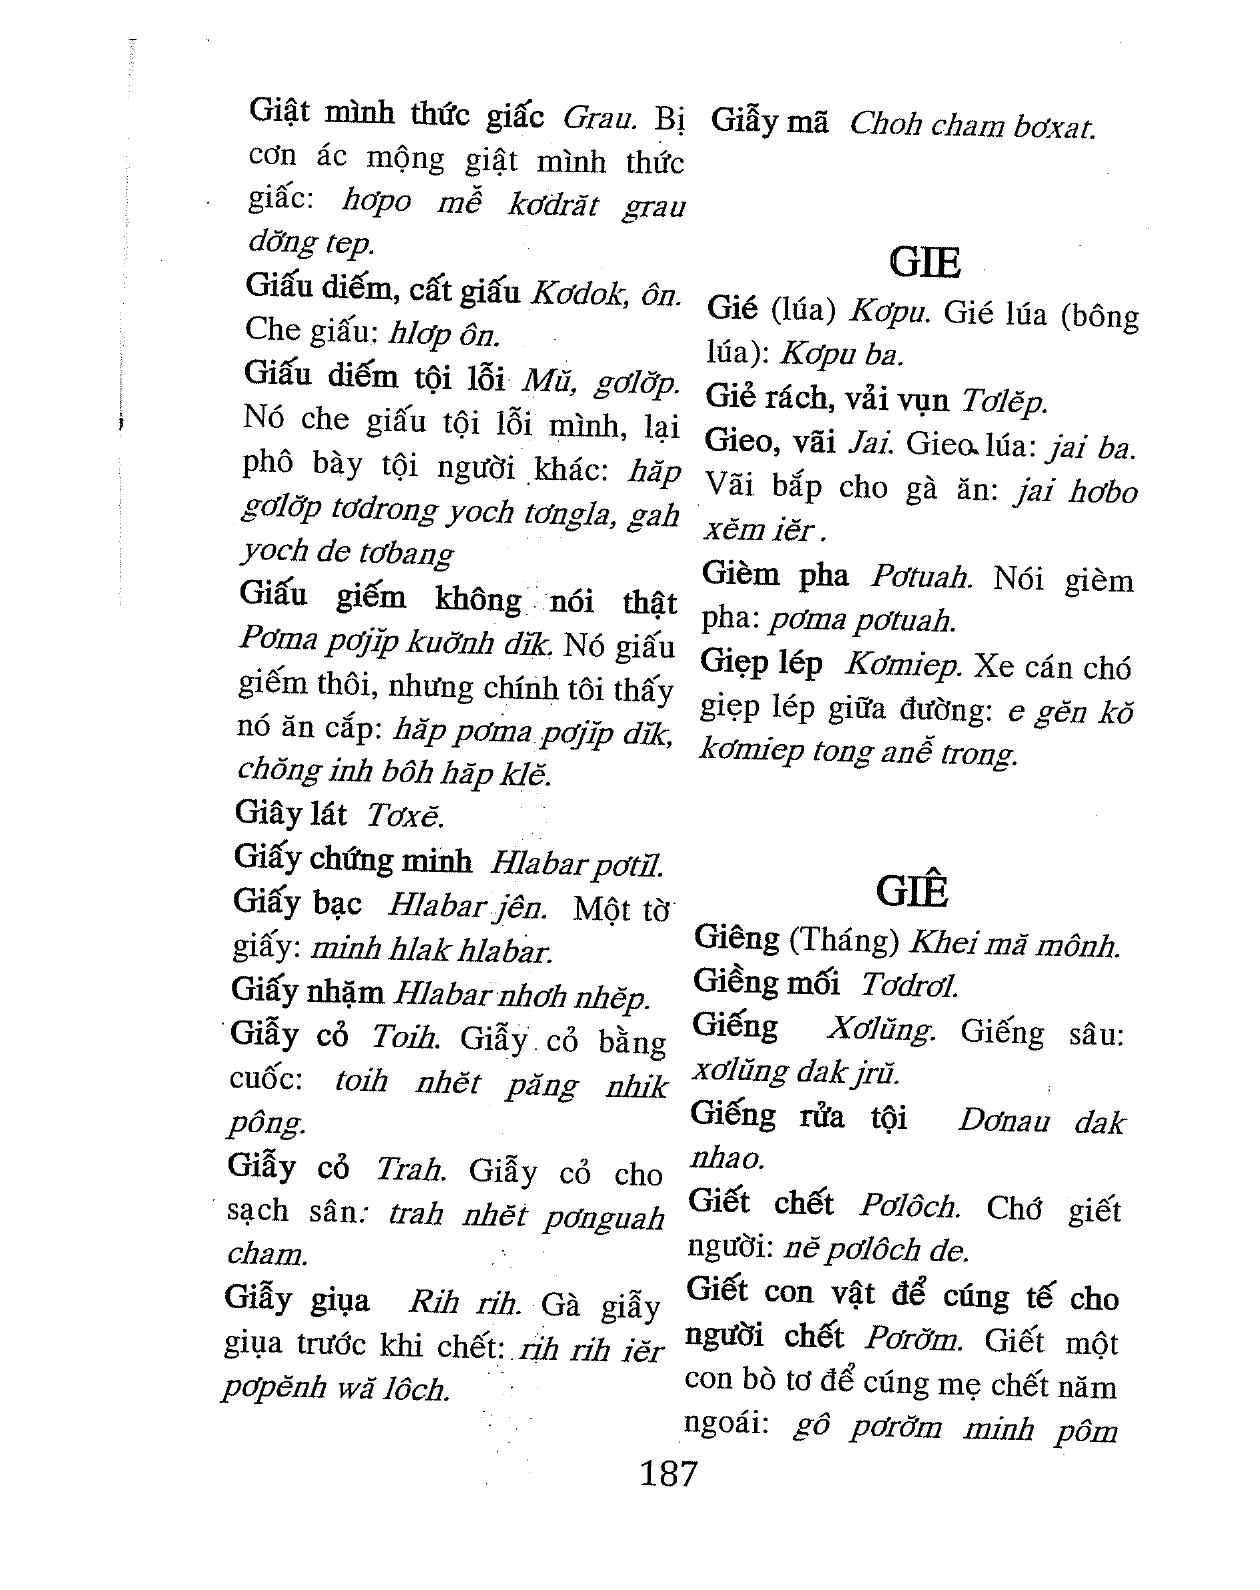 Giật mình thức giấc Grau. Bị
cơn ác mộng giật mình thức
giấc: hơpo mê̆ kơdrăt grau
dơ̆ng tep.
Giấu diếm, cất giấu Kơdok, ôn.
Che giấu: hlơp ôn.
Giấu diếm tội lỗi Mŭ, gơlơ̆p.
Nó che giấu tội lỗi mình, lại
phô bày tội người khác: hăp
gơlơ̆p tơdrong yoch tơngla, gah
yoch de tơbang
Giấu giếm không nói thật
Pơma pơjĭp kuơ̆nh dĭk. Nó giấu
giếm thôi, nhưng chính tôi thấy
nó ăn cắp: hăp pơma pơjĭp dĭk,
chŏng inh bôh hăp klĕ.
Giây lát Tơxĕ.
Giấy chứng minh Hlabar pơtĭl.
Giấy bạc Hlabar jên. Một tờ
giấy: minh hlak hlabar.
Giấy nhặm Hlabar nhơh nhĕp.
Giẫy cỏ Toih. Giẫy cỏ bằng
cuốc: toih nhĕt păng nhik
pông.
Giẫy cỏ Trah. Giẫy cỏ cho
sạch sân: trah nhĕt pơnguah
cham.
Giẫy giụa Rih rih. Gà giẫy
giụa trước khi chết: rih rih iĕr
pơpĕnh wă lôch.
Giẫy mã Choh cham bơxat.
GIE
Gié (lúa) Kơpu. Gié lúa (bông
lúa): Kơpu ba.
Giẻ rách, vải vụn Tơlĕp.
Gieo, vãi Jai. Gieo lúa: jai ba.
Vãi bắp cho gà ăn: jai hơbo
xĕm iĕr .
Gièm pha Pơtuah. Nói gièm
pha: pơma pơtuah.
Giẹp lép Kơmiep. Xe cán chó
giẹp lép giữa đường: e gĕn kŏ
kơmiep tong anê̆ trong.
GIÊ
Giêng (Tháng) Khei mă mônh.
Giềng mối Tơdrơl.
Giếng Xơlŭng. Giếng sâu:
xơlŭng dak jrŭ.
Giếng rửa tội Dơnau dak
nhao.
Giết chết Pơlôch. Chớ giết
người: nĕ pơlôch de.
Giết con vật để cúng tế cho
người chết Pơrơ̆m. Giết một
con bò tơ để cúng mẹ chết năm
ngoái: gô pơrơ̆m minh pôm
187